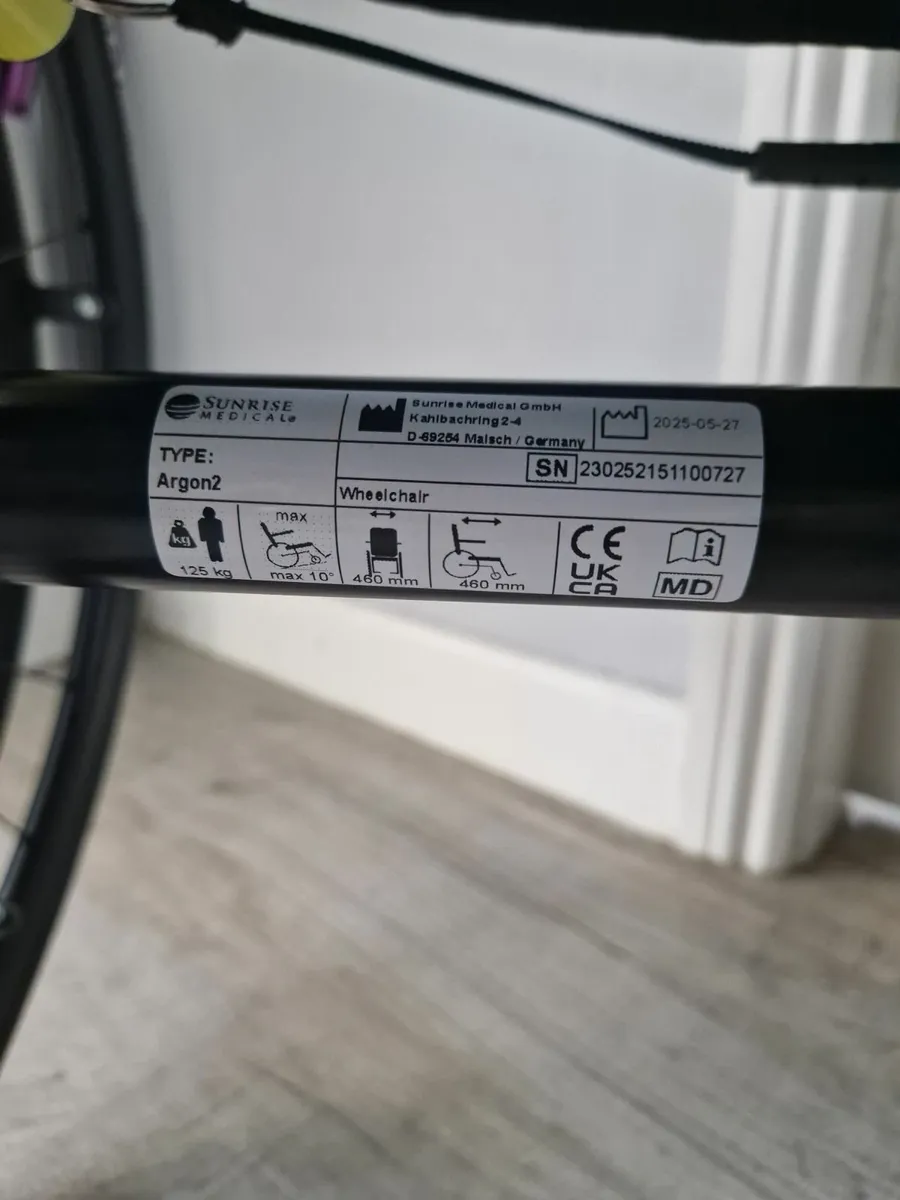 SUNRISE
MEDICAL®
Sunrise Medical GmbH
Kahlbachring 2-4
D-69254 Malsch / Germany
2025-05-27
TYPE:
Argon2
SN 230252151100727
Wheelchair
kg
125 kg
max
max 10°
460 mm
460 mm
CE
UK
CA
i
MD